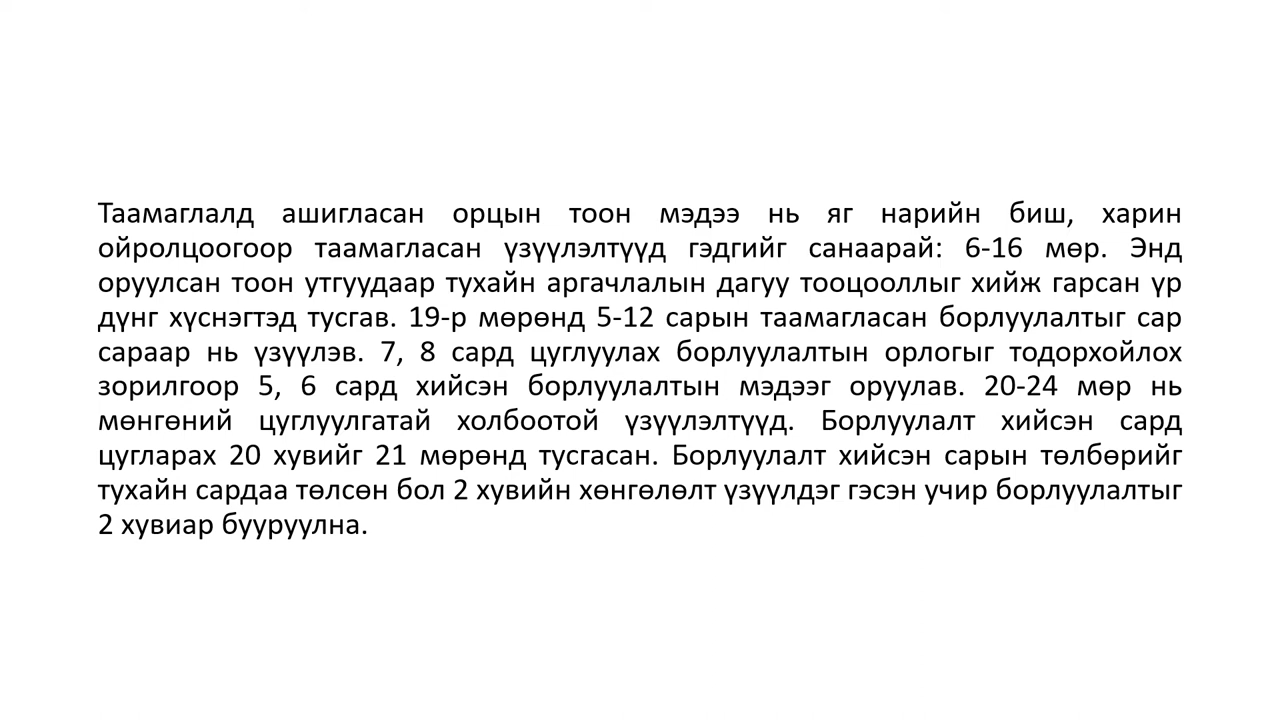 Таамаглалд ашигласан орцын тоон мэдээ нь яг нарийн биш, харин
ойролцоогоор таамагласан үзүүлэлтүүд гэдгийг санаарай: 6-16 мөр. Энд
оруулсан тоон утгуудаар тухайн аргачлалын дагуу тооцооллыг хийж гарсан үр
дүнг хүснэгтэд тусгав. 19-р мөрөнд 5-12 сарын таамагласан борлуулалтыг сар
сараар нь үзүүлэв. 7, 8 сард цуглуулах борлуулалтын орлогыг тодорхойлох
зорилгоор 5, 6 сард хийсэн борлуулалтын мэдээг оруулав. 20-24 мөр нь
мөнгөний цуглуулгатай холбоотой үзүүлэлтүүд. Борлуулалт хийсэн сард
цугларах 20 хувийг 21 мөрөнд тусгасан. Борлуулалт хийсэн сарын төлбөрийг
тухайн сардаа төлсөн бол 2 хувийн хөнгөлөлт үзүүлдэг гэсэн учир борлуулалтыг
2 хувиар бууруулна.